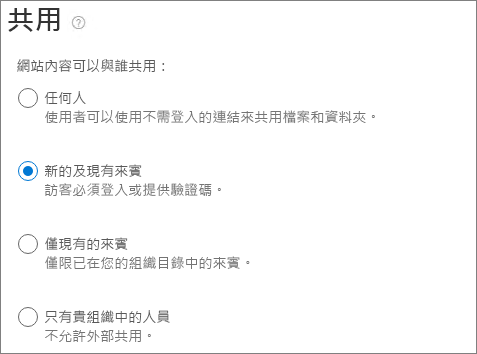 共用 ?
網站內容可以與誰共用：
任何人
使用者可以使用不需登入的連結來共用檔案和資料夾。
新的及現有來賓
訪客必須登入或提供驗證碼。
僅現有的來賓
僅限已在您的組織目錄中的來賓。
只有貴組織中的人員
不允許外部共用。